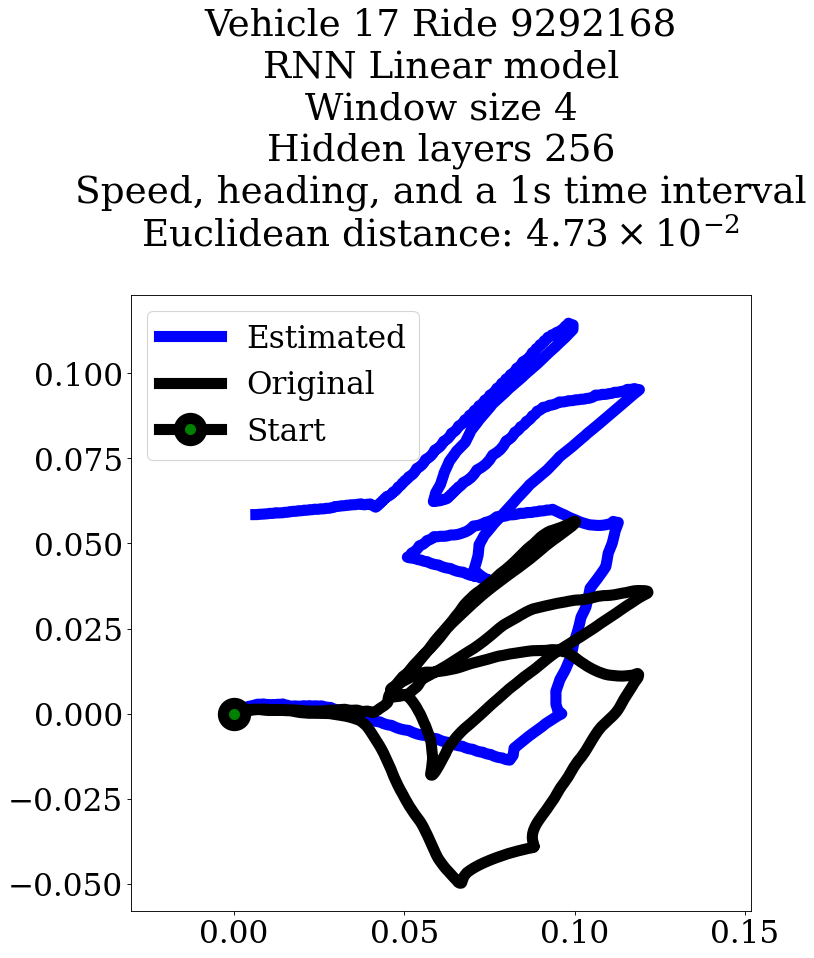 Vehicle 17 Ride 9292168
RNN Linear model
Window size 4
Hidden layers 256
Speed, heading, and a 1s time interval
Euclidean distance: 4.73 × 10⁻²
Estimated
Original
Start
0.100
0.075
0.050
0.025
0.000
−0.025
−0.050
0.00 0.05 0.10 0.15